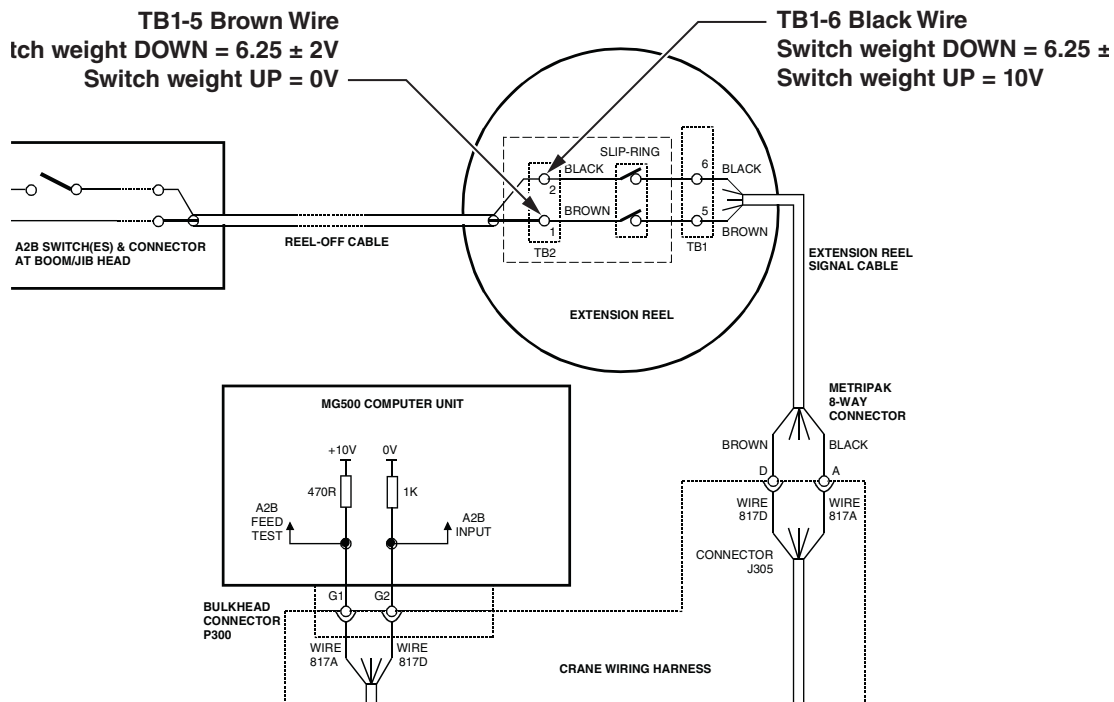 TB1-5 Brown Wire
tch weight DOWN = 6.25 ± 2V
Switch weight UP = 0V
TB1-6 Black Wire
Switch weight DOWN = 6.25 ±
Switch weight UP = 10V
SLIP-RING
BLACK
6
BLACK
2
BROWN
5
BROWN
1
TB2
TB1
A2B SWITCH(ES) & CONNECTOR
AT BOOM/JIB HEAD
REEL-OFF CABLE
EXTENSION REEL
SIGNAL CABLE
EXTENSION REEL
MG500 COMPUTER UNIT
+10V
0V
470R
1K
A2B
FEED
TEST
A2B
INPUT
G1
G2
BULKHEAD
CONNECTOR
P300
WIRE
817A
WIRE
817D
METRIPAK
8-WAY
CONNECTOR
BROWN
BLACK
D
A
WIRE
817D
WIRE
817A
CONNECTOR
J305
CRANE WIRING HARNESS